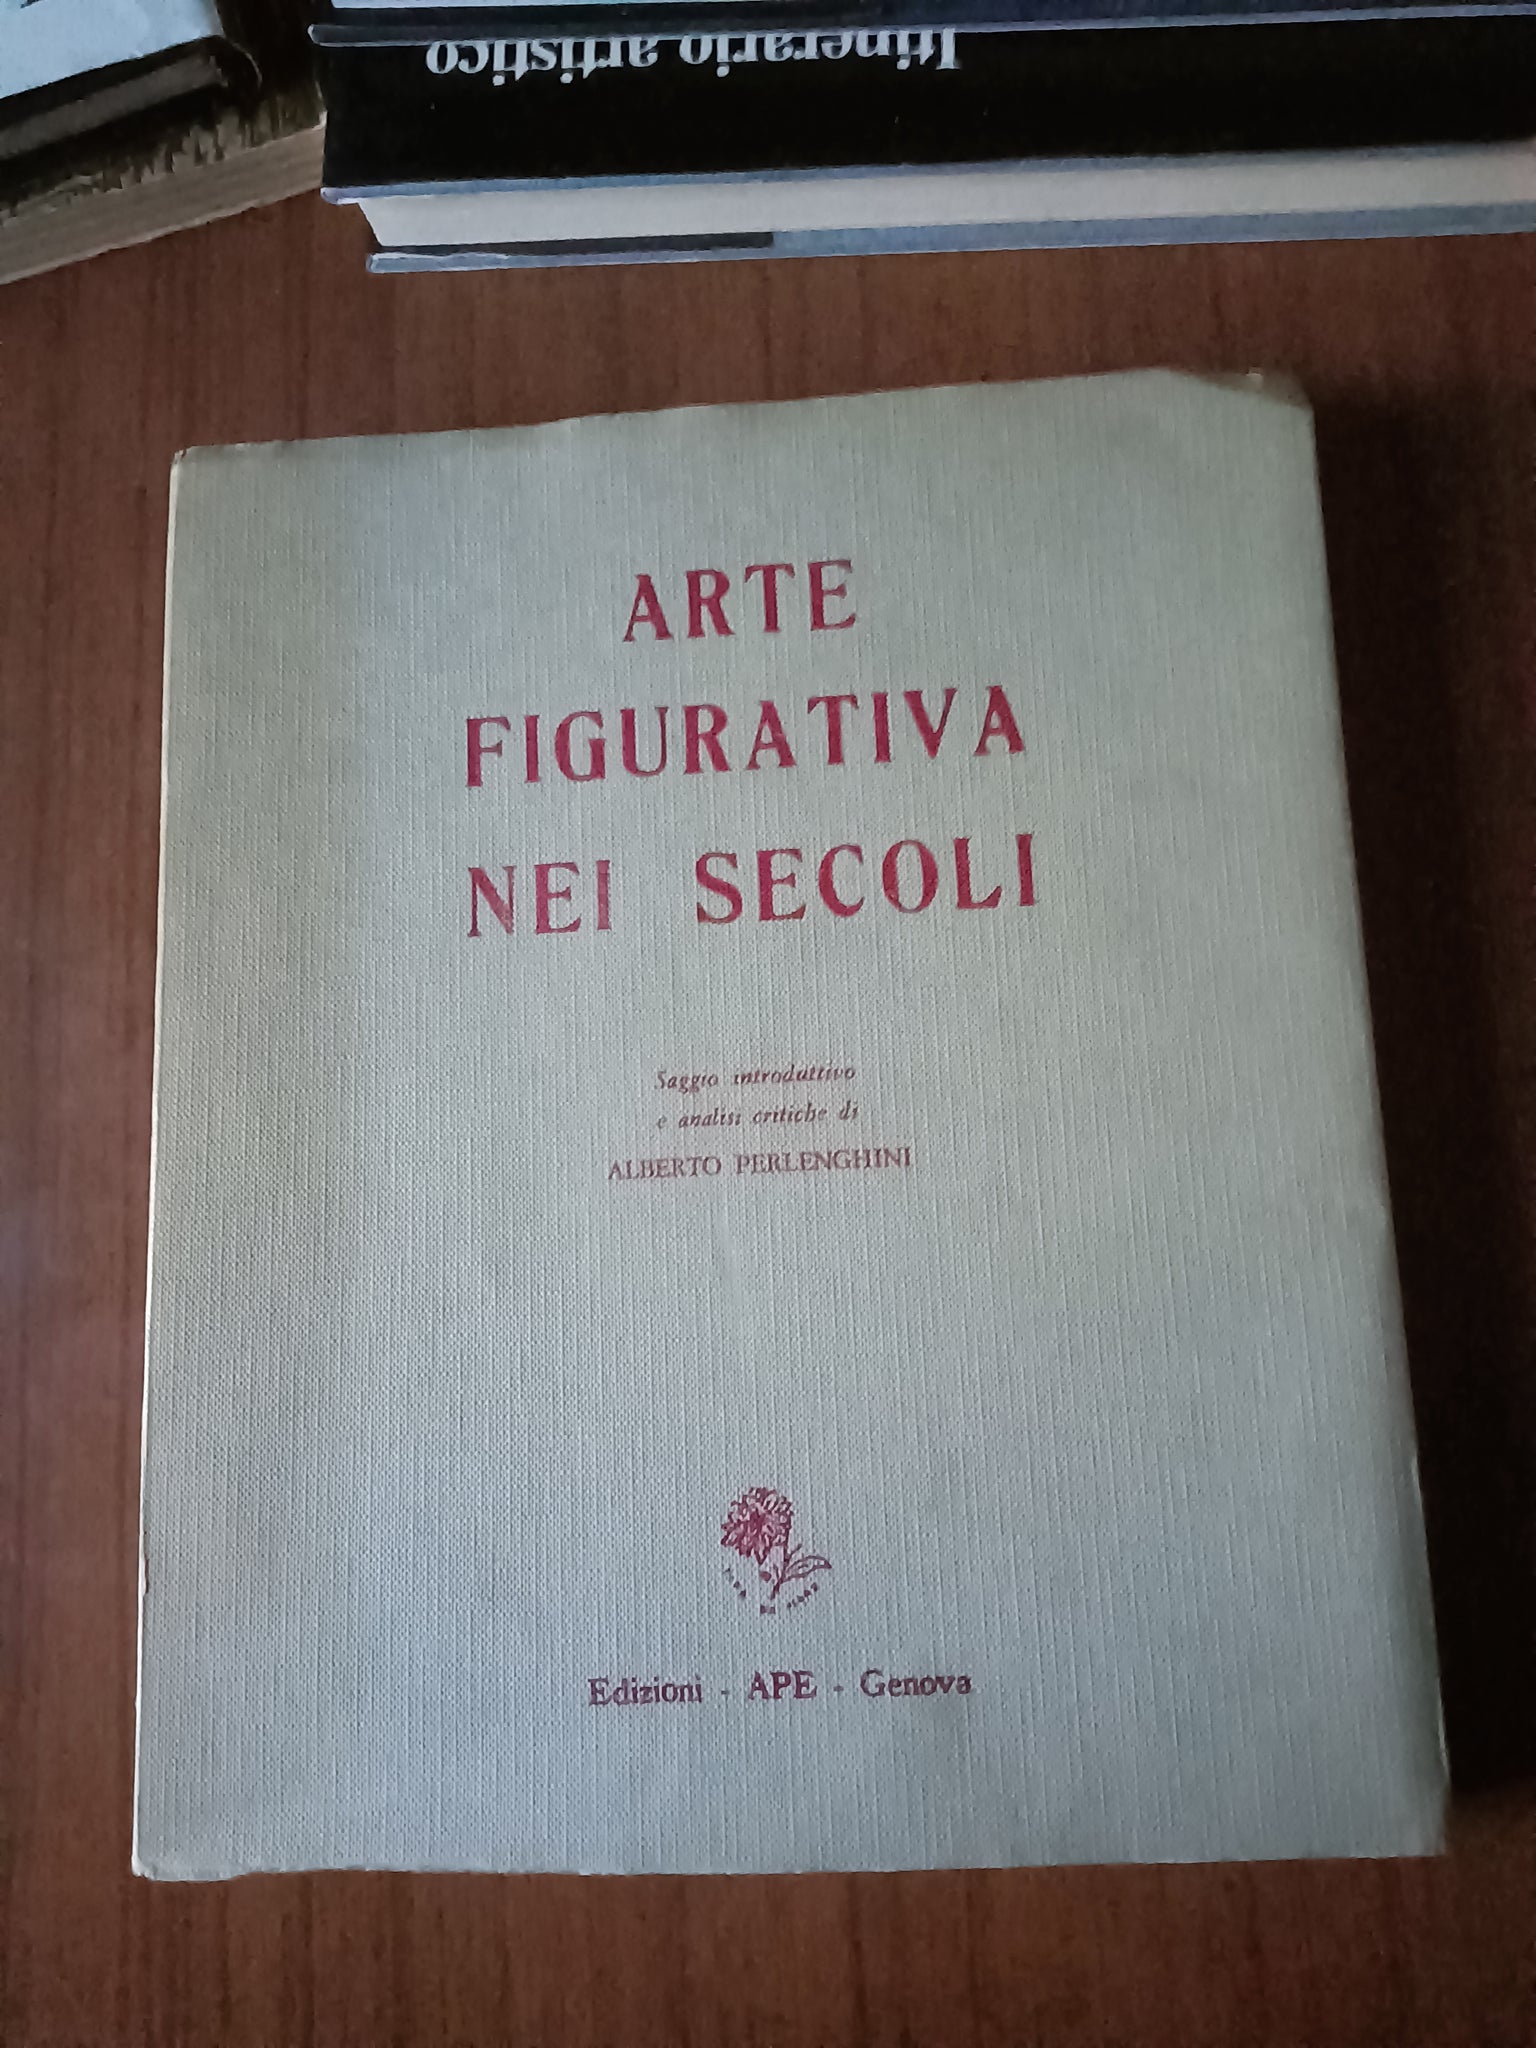 Itinerario artistico
ARTE
FIGURATIVA
NEI SECOLI
Saggio introduttivo
e analisi critiche di
ALBERTO PERLENGHINI
Edizioni - APE - Genova